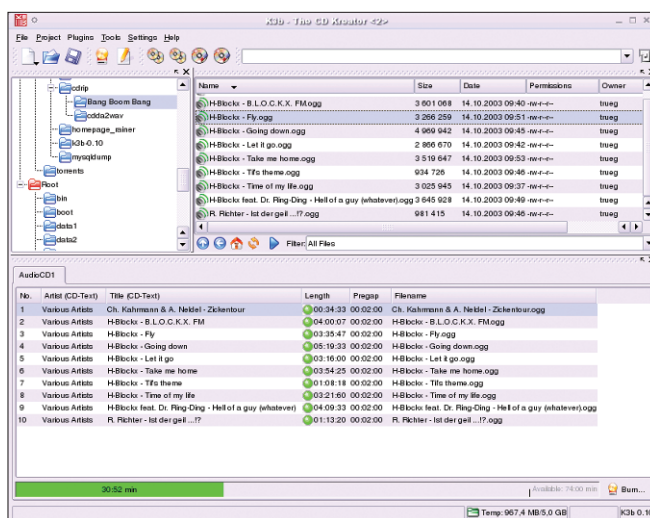 K3b - The CD Kreator <2>
File Project Plugins Tools Settings Help
cdrip
Bang Boom Bang
cdda2wav
homepage_rainer
k3b-0.10
mysqldump
torrents
Root
bin
boot
data1
data2
Name Size Date Permissions Owner
H-Blockx - B.L.O.C.K.X. FM.ogg 3 601 068 14.10.2003 09:40 -rw-r--r-- trueg
H-Blockx - Fly.ogg 3 266 259 14.10.2003 09:51 -rw-r--r-- trueg
H-Blockx - Going down.ogg 4 969 942 14.10.2003 09:45 -rw-r--r-- trueg
H-Blockx - Let it go.ogg 2 866 670 14.10.2003 09:42 -rw-r--r-- trueg
H-Blockx - Take me home.ogg 3 519 647 14.10.2003 09:53 -rw-r--r-- trueg
H-Blockx - Tifs theme.ogg 934 726 14.10.2003 09:46 -rw-r--r-- trueg
H-Blockx - Time of my life.ogg 3 025 945 14.10.2003 09:37 -rw-r--r-- trueg
H-Blockx feat. Dr. Ring-Ding - Hell of a guy (whatever).ogg 3 645 928 14.10.2003 09:49 -rw-r--r-- trueg
R. Richter - Ist der geil ...!?.ogg 981 415 14.10.2003 09:46 -rw-r--r-- trueg
Filter: All Files
AudioCD1
No. Artist (CD-Text) Title (CD-Text) Length Pregap Filename
1 Various Artists Ch. Kahrmann & A. Neldel - Zickentour 00:34:33 00:02:00 Ch. Kahrmann & A. Neldel - Zickentour.ogg
2 Various Artists H-Blockx - B.L.O.C.K.X. FM 04:00:07 00:02:00 H-Blockx - B.L.O.C.K.X. FM.ogg
3 Various Artists H-Blockx - Fly 03:35:47 00:02:00 H-Blockx - Fly.ogg
4 Various Artists H-Blockx - Going down 05:19:33 00:02:00 H-Blockx - Going down.ogg
5 Various Artists H-Blockx - Let it go 03:16:00 00:02:00 H-Blockx - Let it go.ogg
6 Various Artists H-Blockx - Take me home 03:54:25 00:02:00 H-Blockx - Take me home.ogg
7 Various Artists H-Blockx - Tifs theme 01:08:18 00:02:00 H-Blockx - Tifs theme.ogg
8 Various Artists H-Blockx - Time of my life 03:21:60 00:02:00 H-Blockx - Time of my life.ogg
9 Various Artists H-Blockx feat. Dr. Ring-Ding - Hell of a guy (whatever) 04:09:33 00:02:00 H-Blockx feat. Dr. Ring-Ding - Hell of a guy (whatever).ogg
10 Various Artists R. Richter - Ist der geil ...!? 01:13:20 00:02:00 R. Richter - Ist der geil ...!?.ogg
30:52 min Available: 74:00 min Burn...
Temp: 967,4 MB/5,0 GB K3b 0.10